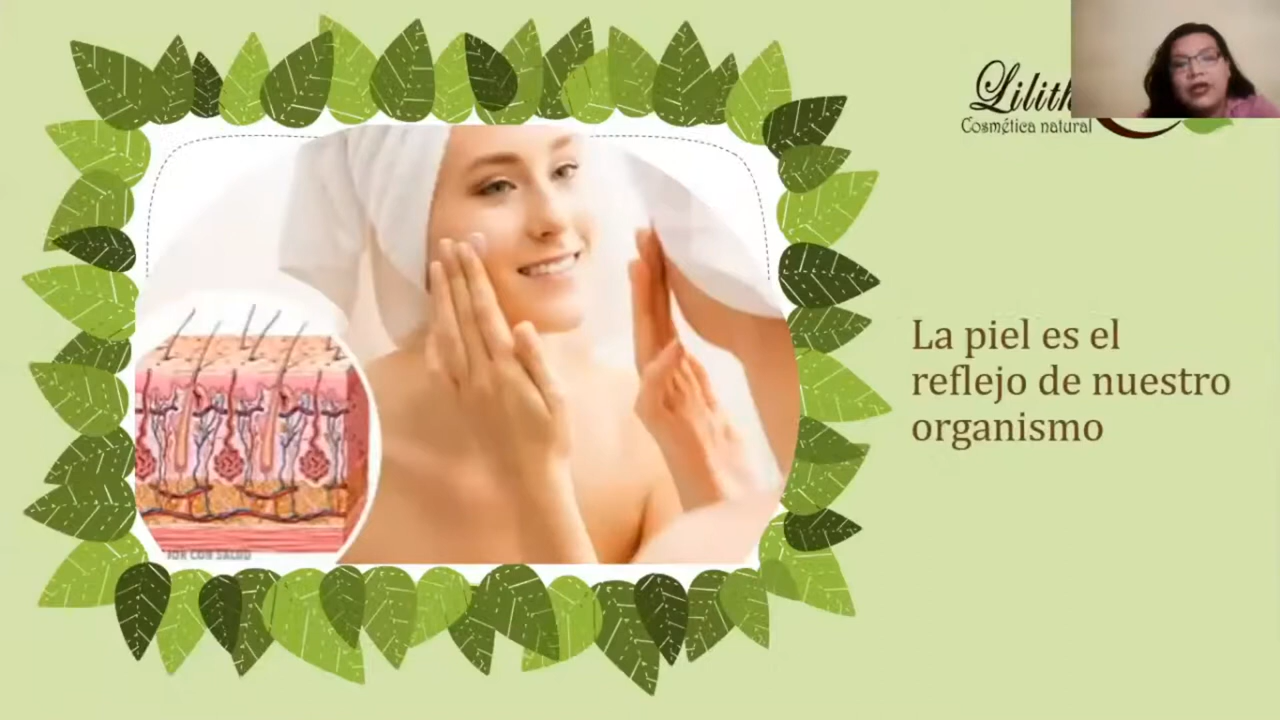 Lilith
Cosmética natural
La piel es el
reflejo de nuestro
organismo